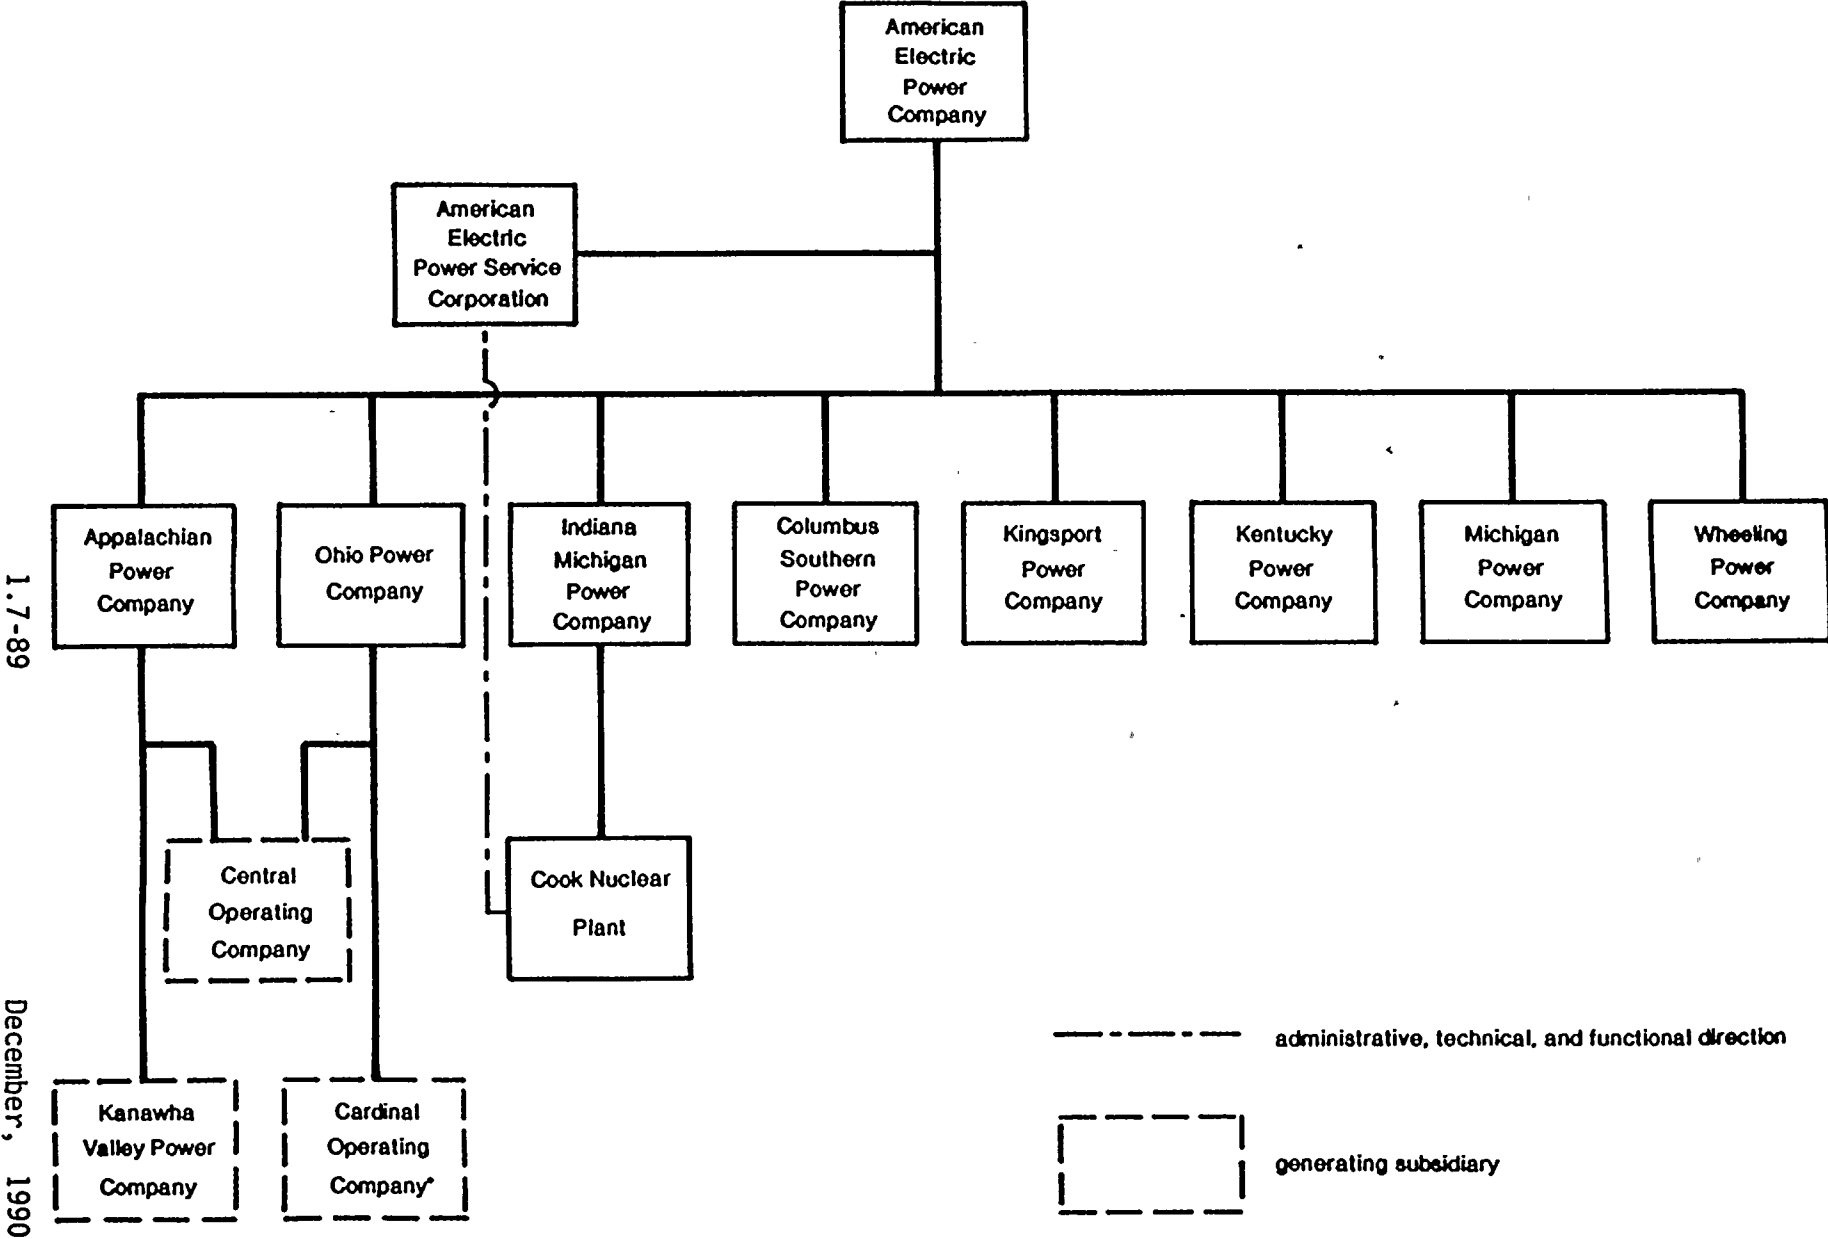 American
Electric
Power
Company
American
Electric
Power Service
Corporation
Appalachian
Power
Company
Ohio Power
Company
Indiana
Michigan
Power
Company
Columbus
Southern
Power
Company
Kingsport
Power
Company
Kentucky
Power
Company
Michigan
Power
Company
Wheeling
Power
Company
Central
Operating
Company
Cook Nuclear
Plant
Kanawha
Valley Power
Company
Cardinal
Operating
Company*
administrative, technical, and functional direction
generating subsidiary
1.7-89
December, 1990